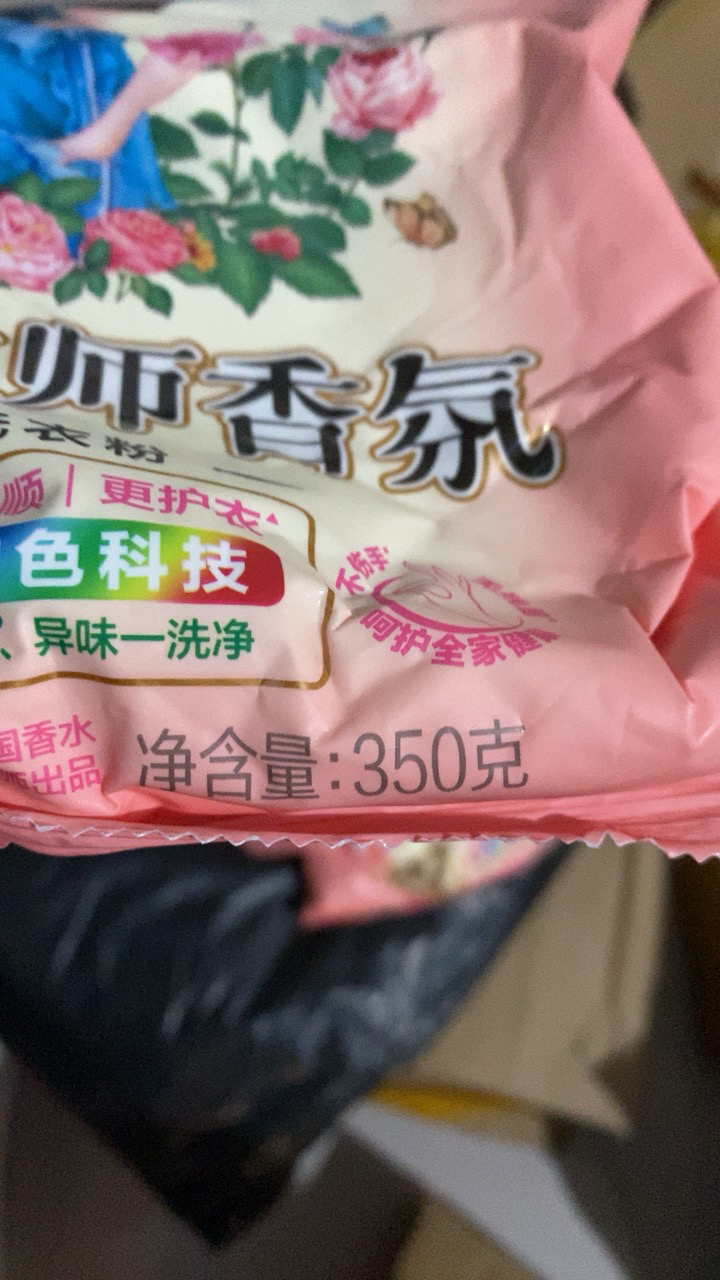 师香氛
衣粉
顺 | 更护衣
色科技
、异味一洗净
不伤手
呵护全家健
国香水
师出品
净含量:350克